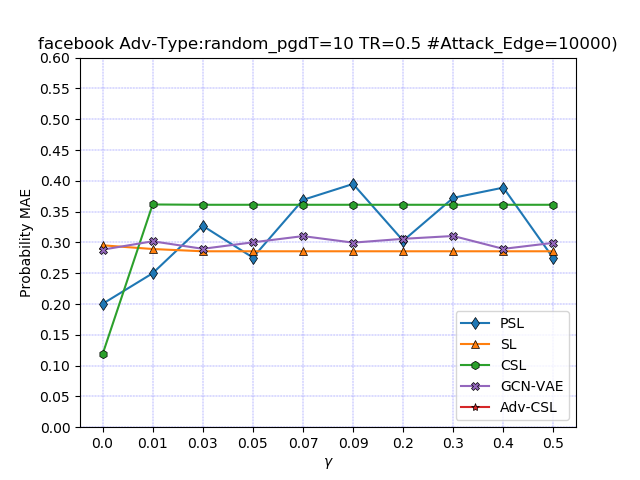 facebook Adv-Type:random_pgdT=10 TR=0.5 #Attack_Edge=10000)
0.60
0.55
0.50
0.45
0.40
0.35
0.30
0.25
0.20
0.15
0.10
0.05
0.00
Probability MAE
0.0 0.01 0.03 0.05 0.07 0.09 0.2 0.3 0.4 0.5
γ
PSL
SL
CSL
GCN-VAE
Adv-CSL